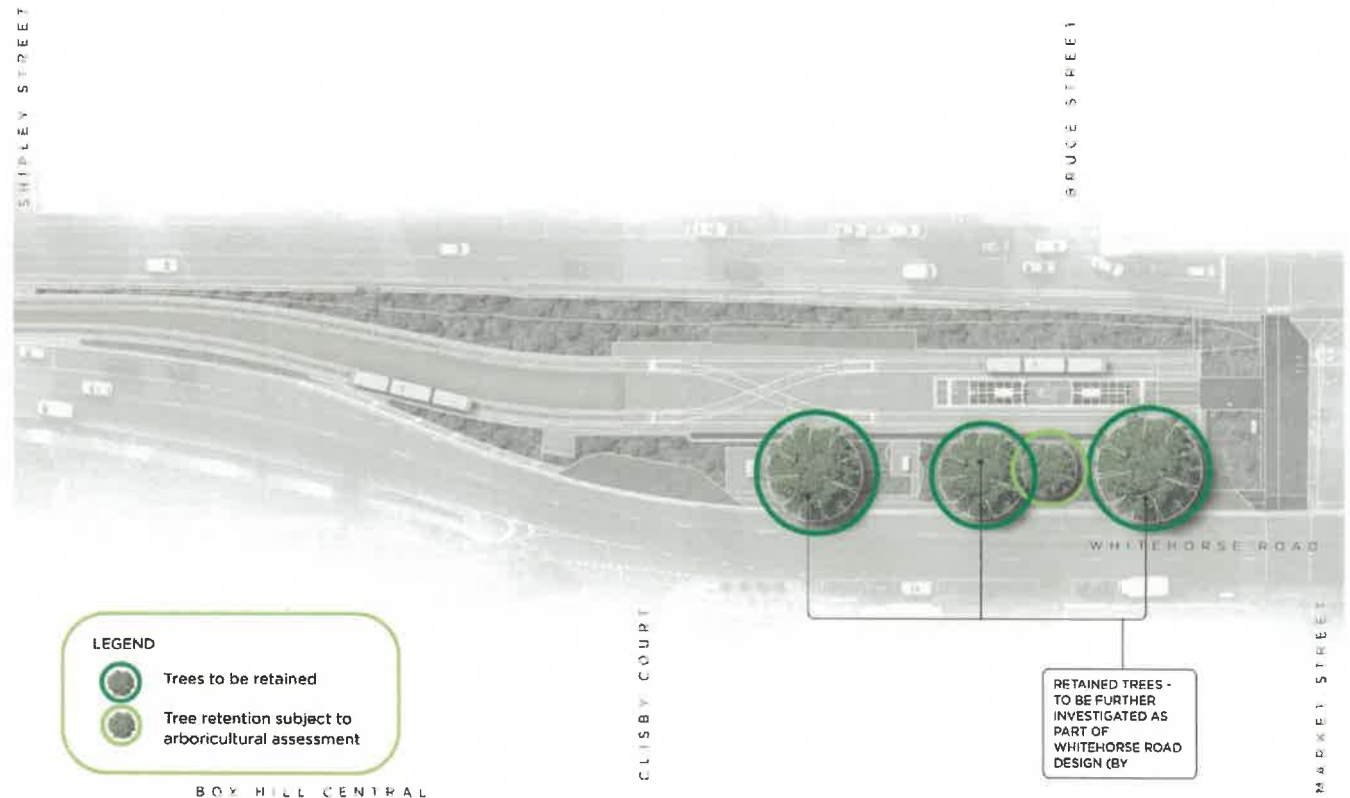 SHIPLEY STREET
BRUCE STREET
WHITEHORSE ROAD
LEGEND
Trees to be retained
Tree retention subject to
arboricultural assessment
BOX HILL CENTRAL
CLISBY COURT
RETAINED TREES -
TO BE FURTHER
INVESTIGATED AS
PART OF
WHITEHORSE ROAD
DESIGN (BY
MARKET STREET